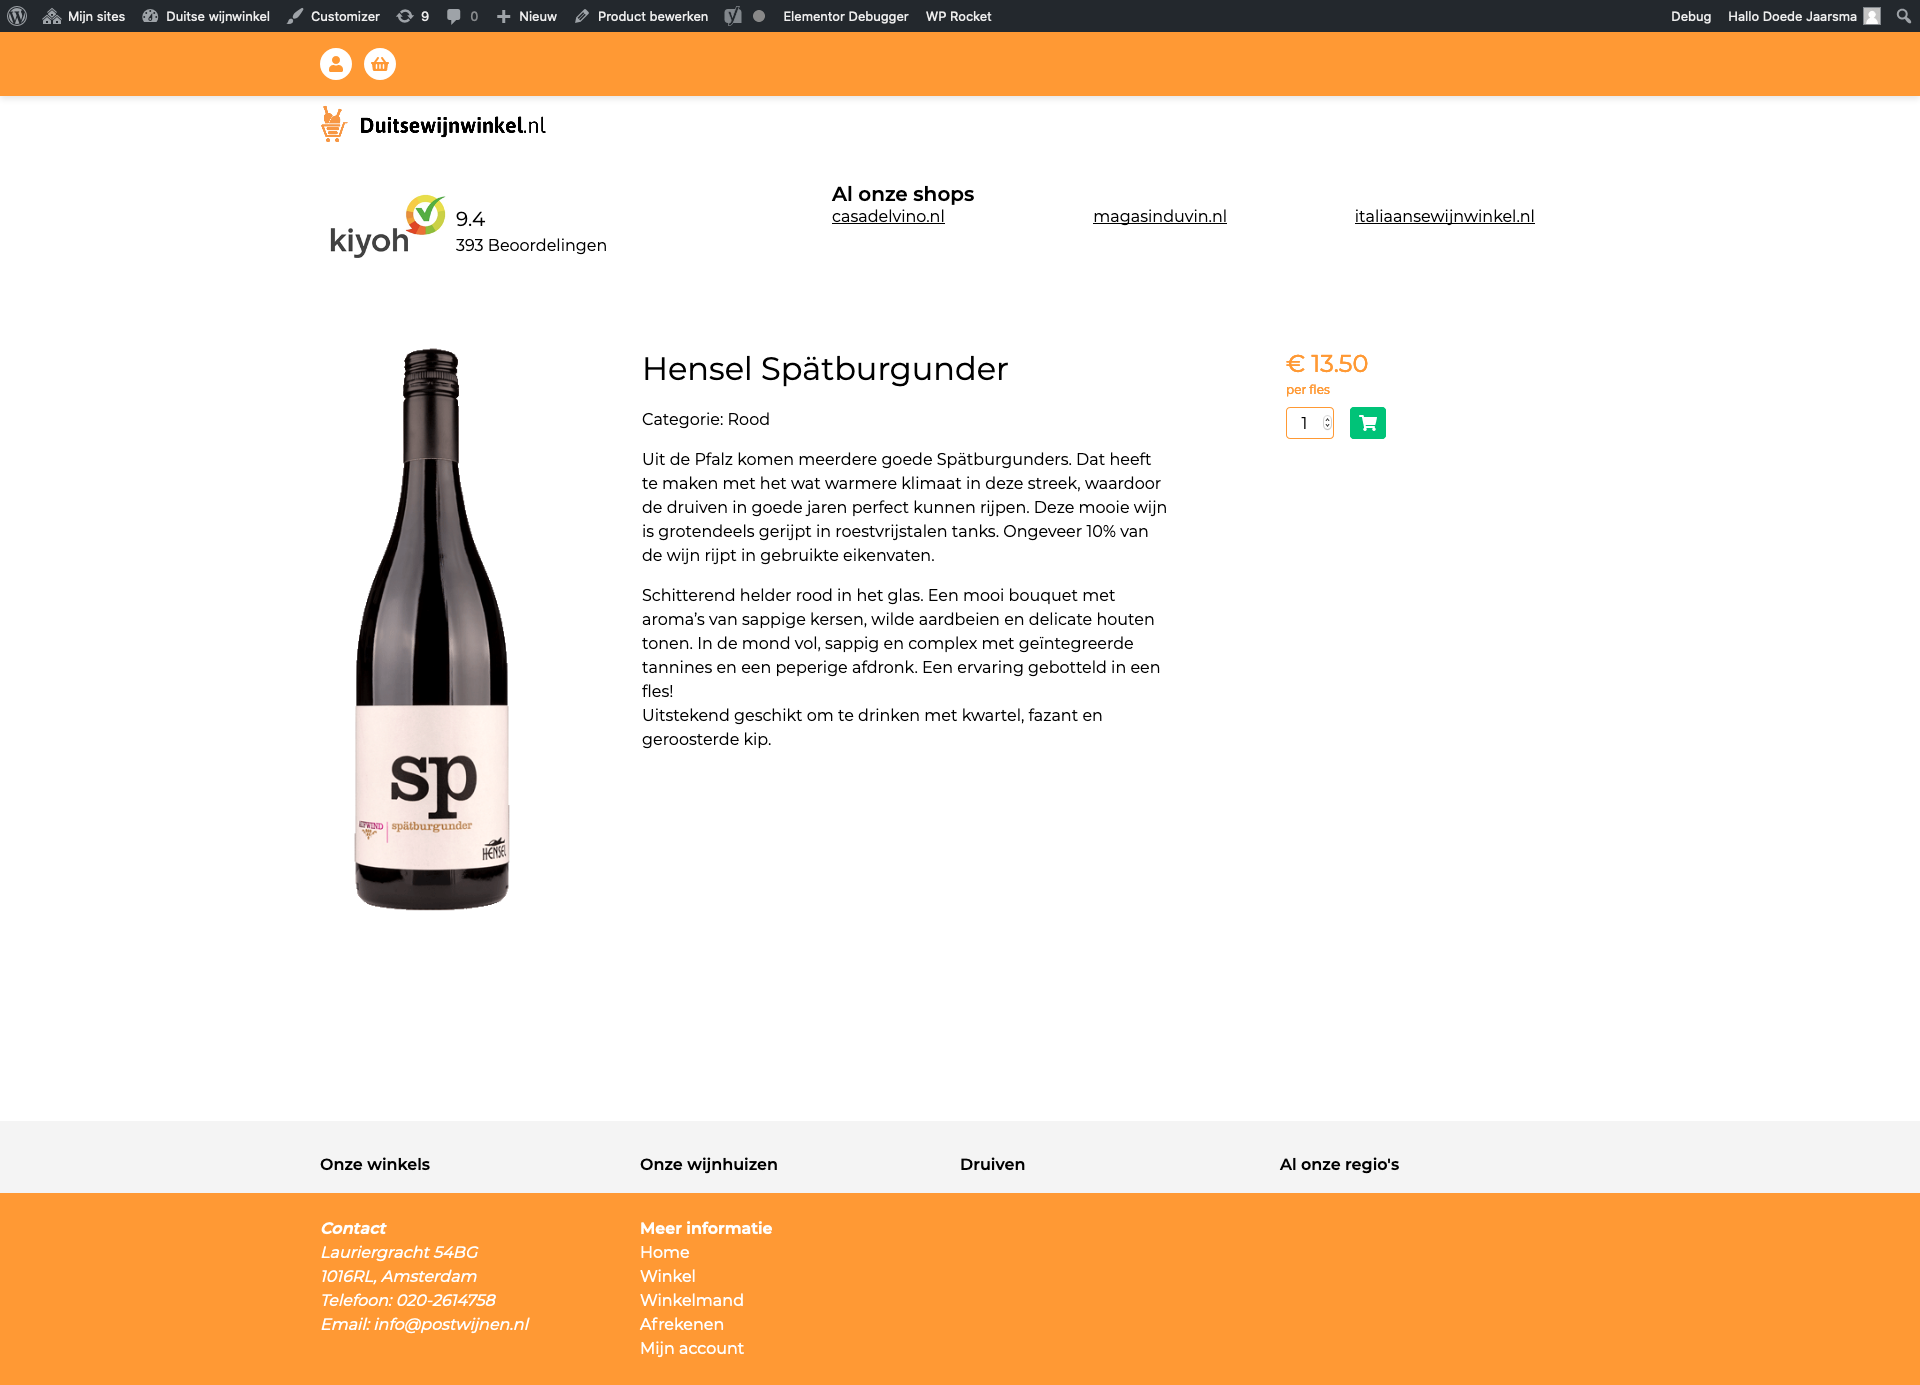 Mijn sites Duitse wijnwinkel Customizer 9 0 Nieuw Product bewerken Elementor Debugger WP Rocket Debug Hallo Doede Jaarsma
Duitsewijnwinkel.nl
kiyoh
9.4
393 Beoordelingen
Al onze shops
casadelvino.nl magasinduvin.nl italiaansewijnwinkel.nl
sp
spätburgunder
HENSEL
Hensel Spätburgunder
Categorie: Rood
Uit de Pfalz komen meerdere goede Spätburgunders. Dat heeft
te maken met het wat warmere klimaat in deze streek, waardoor
de druiven in goede jaren perfect kunnen rijpen. Deze mooie wijn
is grotendeels gerijpt in roestvrijstalen tanks. Ongeveer 10% van
de wijn rijpt in gebruikte eikenvaten.
Schitterend helder rood in het glas. Een mooi bouquet met
aroma’s van sappige kersen, wilde aardbeien en delicate houten
tonen. In de mond vol, sappig en complex met geïntegreerde
tannines en een peperige afdronk. Een ervaring gebotteld in een
fles!
Uitstekend geschikt om te drinken met kwartel, fazant en
geroosterde kip.
€ 13.50
per fles
1
Onze winkels Onze wijnhuizen Druiven Al onze regio's
Contact
Lauriergracht 54BG
1016RL, Amsterdam
Telefoon: 020-2614758
Email: info@postwijnen.nl
Meer informatie
Home
Winkel
Winkelmand
Afrekenen
Mijn account